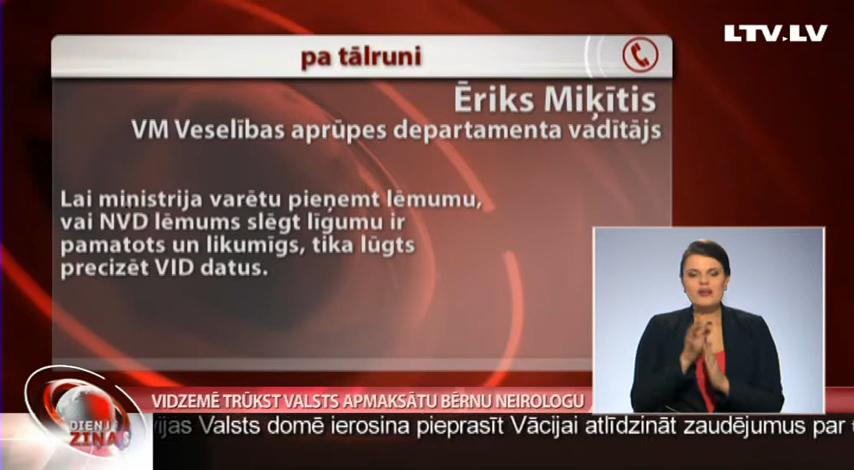 LTV.LV
pa tālruni
Ēriks Miķītis
VM Veselības aprūpes departamenta vadītājs
Lai ministrija varētu pieņemt lēmumu,
vai NVD lēmums slēgt līgumu ir
pamatots un likumīgs, tika lūgts
precizēt VID datus.
VIDZEMĒ TRŪKST VALSTS APMAKSĀTU BĒRNU NEIROLOGU
DIENAS
ZIŅAS
Valsts domē ierosina pieprasīt Vācijai atlīdzināt zaudējumus par